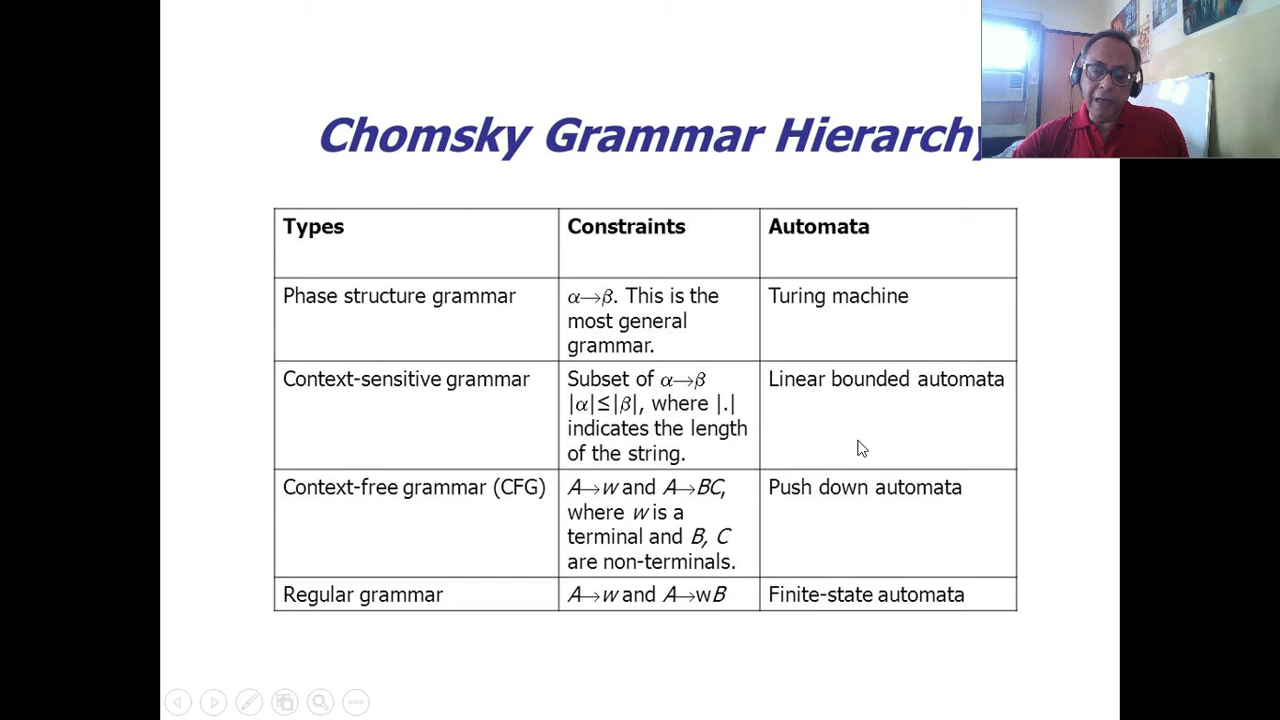 Chomsky Grammar Hierarchy
Types
Constraints
Automata
Phase structure grammar
α→β. This is the
most general
grammar.
Turing machine
Context-sensitive grammar
Subset of α→β
|α|≤|β|, where |.|
indicates the length
of the string.
Linear bounded automata
Context-free grammar (CFG)
A→w and A→BC,
where w is a
terminal and B, C
are non-terminals.
Push down automata
Regular grammar
A→w and A→wB
Finite-state automata